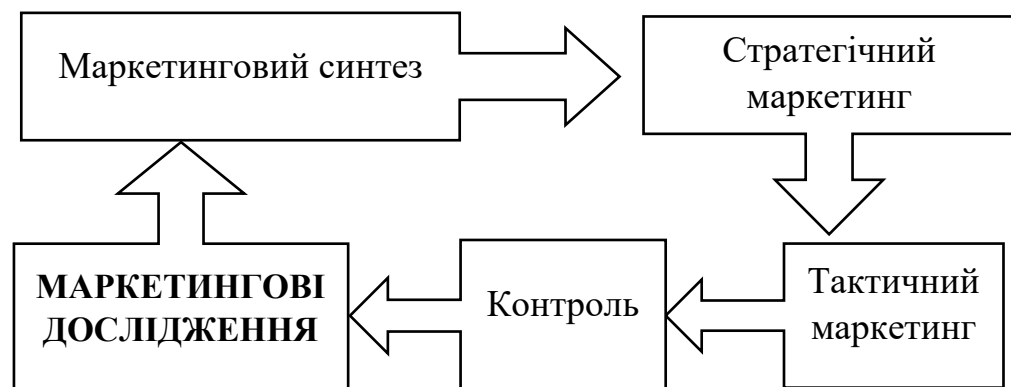 Маркетинговий синтез
Стратегічний
маркетинг
МАРКЕТИНГОВІ
ДОСЛІДЖЕННЯ
Контроль
Тактичний
маркетинг